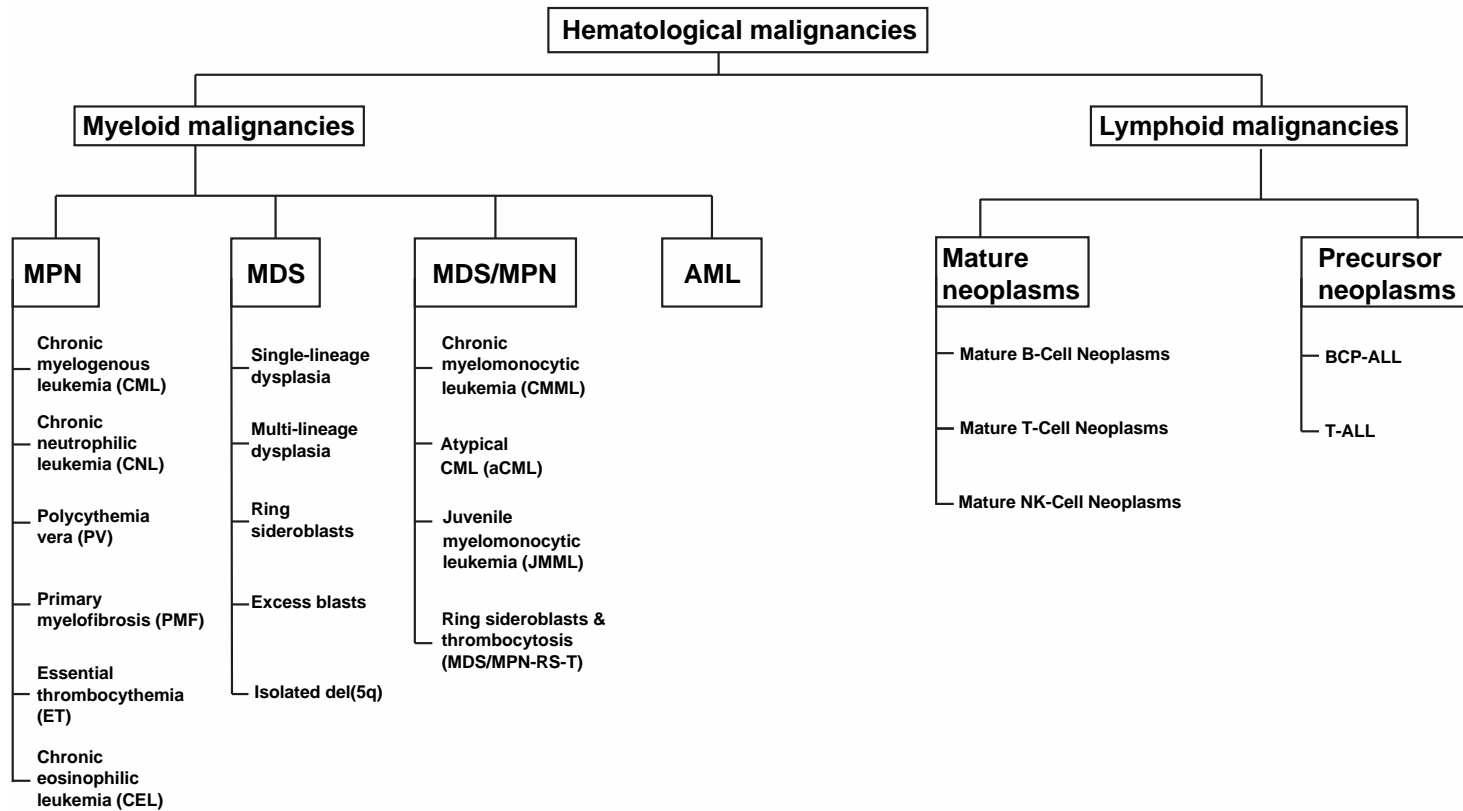 Hematological malignancies
Myeloid malignancies
Lymphoid malignancies
MPN
MDS
MDS/MPN
AML
Mature
neoplasms
Precursor
neoplasms
Chronic
myelogenous
leukemia (CML)
Chronic
neutrophilic
leukemia (CNL)
Polycythemia
vera (PV)
Primary
myelofibrosis (PMF)
Essential
thrombocythemia
(ET)
Chronic
eosinophilic
leukemia (CEL)
Single-lineage
dysplasia
Multi-lineage
dysplasia
Ring
sideroblasts
Excess blasts
Isolated del(5q)
Chronic
myelomonocytic
leukemia (CMML)
Atypical
CML (aCML)
Juvenile
myelomonocytic
leukemia (JMML)
Ring sideroblasts &
thrombocytosis
(MDS/MPN-RS-T)
Mature B-Cell Neoplasms
Mature T-Cell Neoplasms
Mature NK-Cell Neoplasms
BCP-ALL
T-ALL